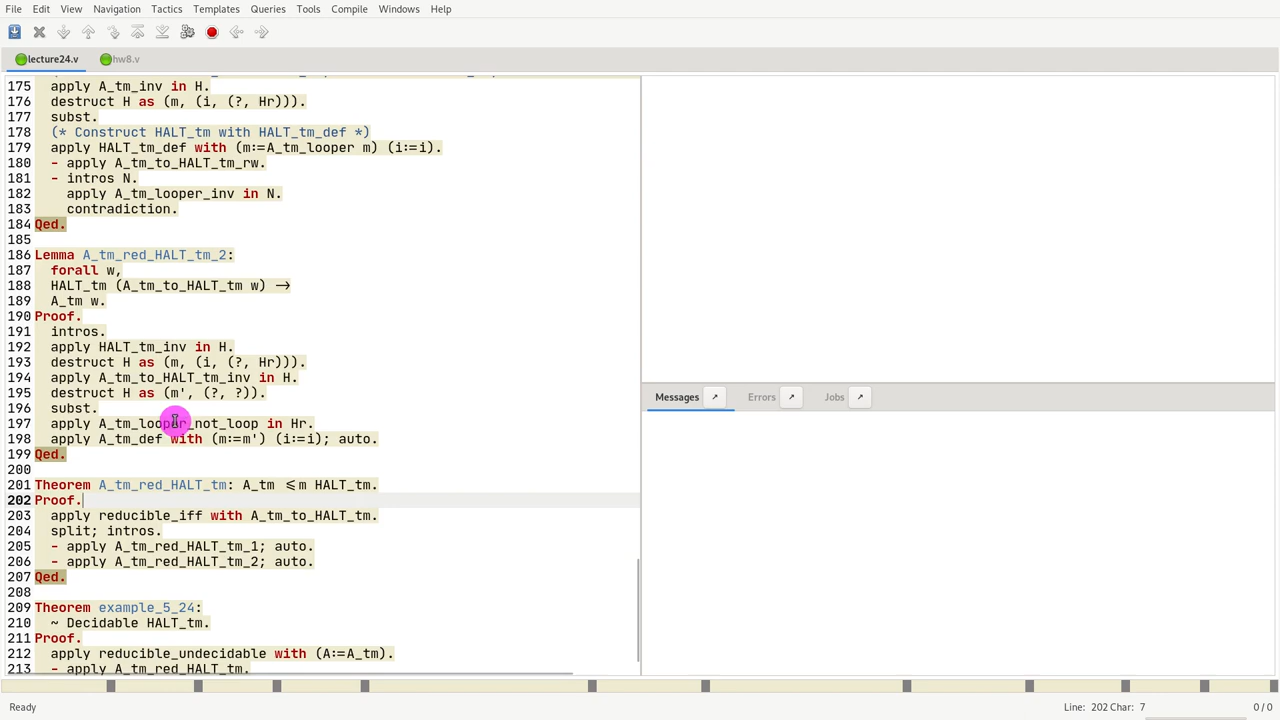 File Edit View Navigation Tactics Templates Queries Tools Compile Windows Help
lecture24.v hw8.v
175 apply A_tm_inv in H.
176 destruct H as (m, (i, (?, Hr))).
177 subst.
178 (* Construct HALT_tm with HALT_tm_def *)
179 apply HALT_tm_def with (m:=A_tm_looper m) (i:=i).
180 - apply A_tm_to_HALT_tm_rw.
181 - intros N.
182 apply A_tm_looper_inv in N.
183 contradiction.
184 Qed.
185
186 Lemma A_tm_red_HALT_tm_2:
187 forall w,
188 HALT_tm (A_tm_to_HALT_tm w) →
189 A_tm w.
190 Proof.
191 intros.
192 apply HALT_tm_inv in H.
193 destruct H as (m, (i, (?, Hr))).
194 apply A_tm_to_HALT_tm_inv in H.
195 destruct H as (m', (?, ?)).
196 subst.
197 apply A_tm_looper_not_loop in Hr.
198 apply A_tm_def with (m:=m') (i:=i); auto.
199 Qed.
200
201 Theorem A_tm_red_HALT_tm: A_tm ≤m HALT_tm.
202 Proof.
203 apply reducible_iff with A_tm_to_HALT_tm.
204 split; intros.
205 - apply A_tm_red_HALT_tm_1; auto.
206 - apply A_tm_red_HALT_tm_2; auto.
207 Qed.
208
209 Theorem example_5_24:
210 ~ Decidable HALT_tm.
211 Proof.
212 apply reducible_undecidable with (A:=A_tm).
213 - apply A_tm_red_HALT_tm.
Messages ↗ Errors ↗ Jobs ↗
Ready Line: 202 Char: 7 0 / 0